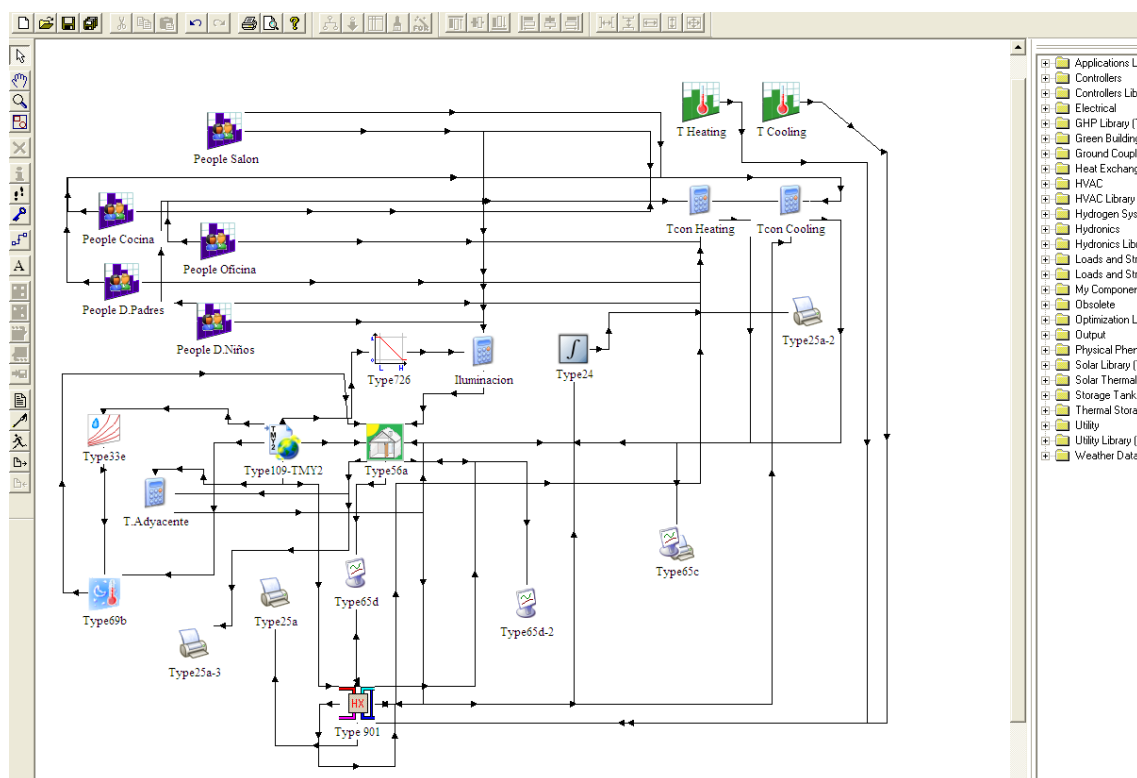 T Heating
T Cooling
People Salon
People Cocina
People Oficina
Tcon Heating
Tcon Cooling
People D.Padres
People D.Niños
Type25a-2
Type726
Iluminacion
Type24
Type33e
Type109-TMY2
Type56a
T.Adyacente
Type65c
Type69b
Type25a
Type65d
Type65d-2
Type25a-3
HX
Type 901
Applications L
Controllers
Controllers Lib
Electrical
GHP Library (T
Green Building
Ground Coupl
Heat Exchang
HVAC
HVAC Library
Hydrogen Sys
Hydronics
Hydronics Libr
Loads and Str
Loads and Str
My Componen
Obsolete
Optimization L
Output
Physical Phen
Solar Library (T
Solar Thermal
Storage Tank
Thermal Stora
Utility
Utility Library (
Weather Data